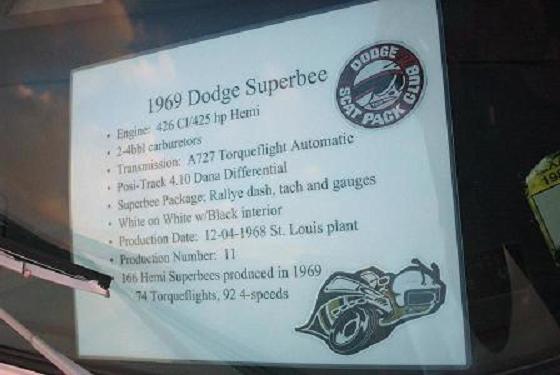 1969 Dodge Superbee
DODGE
SCAT PACK CLUB
• Engine: 426 CI/425 hp Hemi
• 2-4bbl carburetors
• Transmission: A727 Torqueflight Automatic
• Posi-Track 4.10 Dana Differential
• Superbee Package: Rallye dash, tach and gauges
• White on White w/Black interior
• Production Date: 12-04-1968 St. Louis plant
• Production Number: 11
166 Hemi Superbees produced in 1969
74 Torqueflights, 92 4-speeds